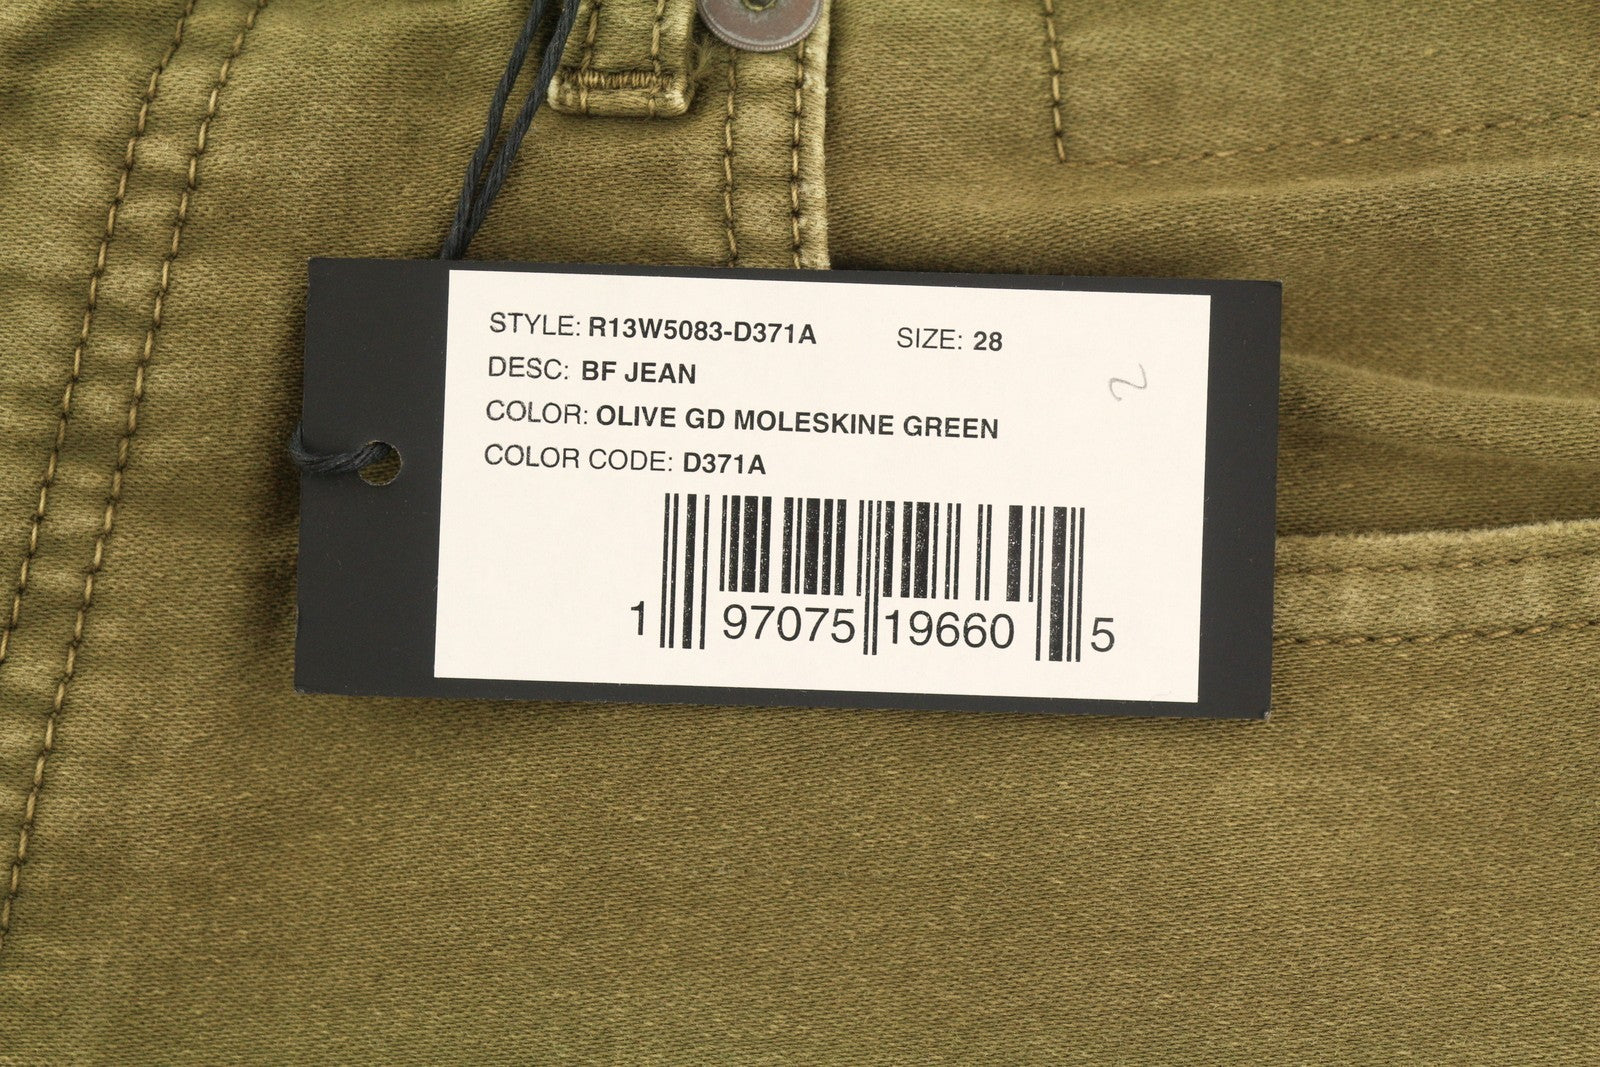 STYLE: R13W5083-D371A SIZE: 28
DESC: BF JEAN
COLOR: OLIVE GD MOLESKINE GREEN
COLOR CODE: D371A
1 97075 19660 5